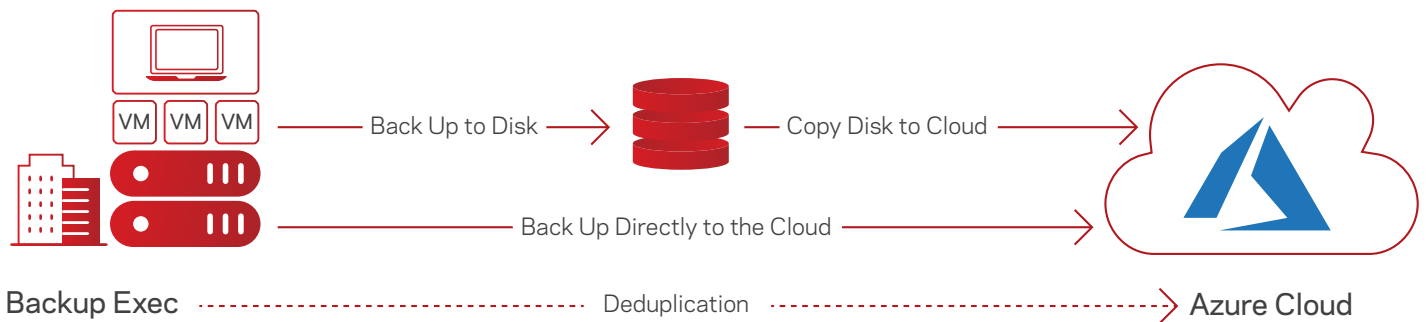 VM VM VM
Back Up to Disk
Copy Disk to Cloud
Back Up Directly to the Cloud
Backup Exec
Deduplication
Azure Cloud